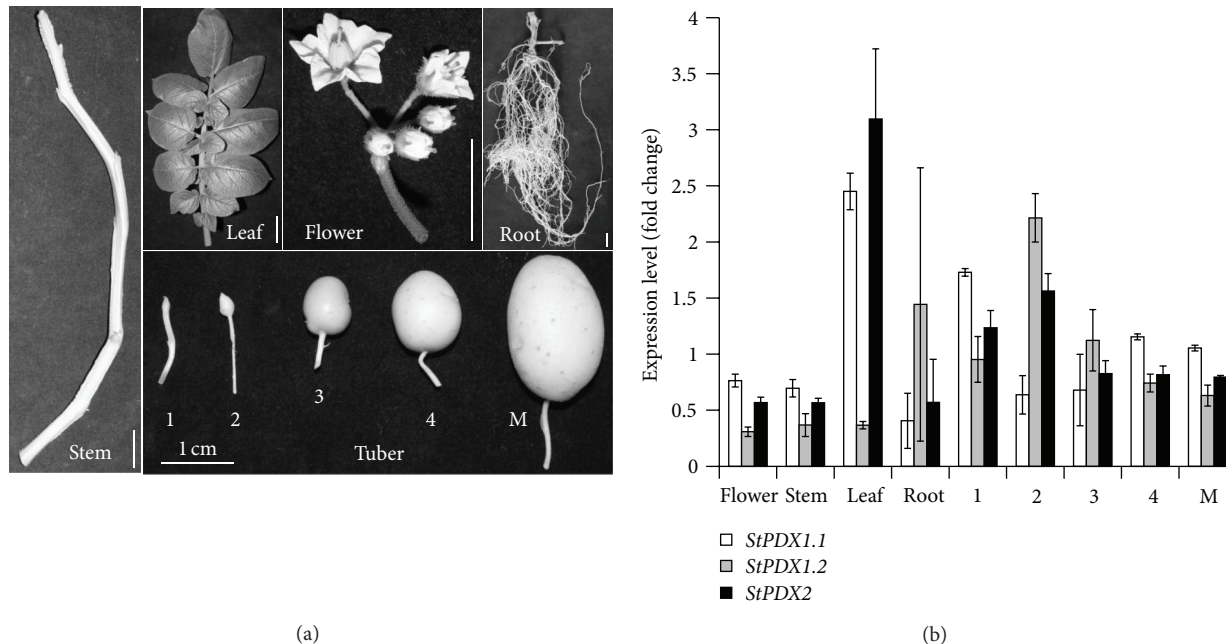 Stem
Leaf
Flower
Root
1
2
3
4
M
1 cm
Tuber
(a)
Expression level (fold change)
4
3.5
3
2.5
2
1.5
1
0.5
0
Flower Stem Leaf Root 1 2 3 4 M
StPDX1.1
StPDX1.2
StPDX2
(b)